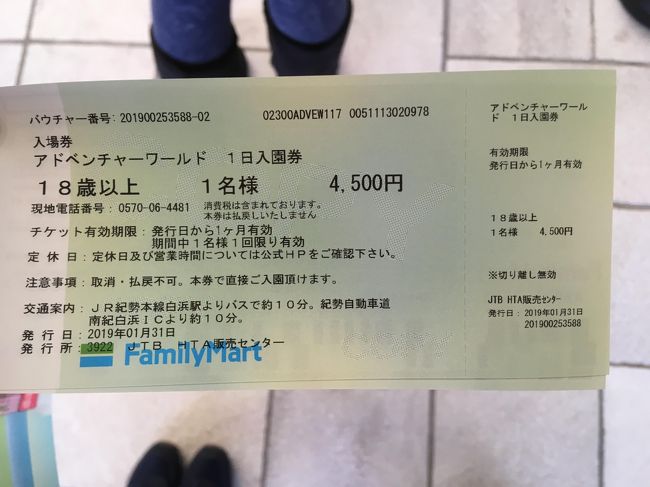 バウチャー番号: 201900253588-02　02300ADVEW117 0051113020978
入場券
アドベンチャーワールド　１日入園券
１８歳以上　１名様　4,500円
現地電話番号：0570-06-4481　消費税は含まれております。
本券は払戻しいたしません
チケット有効期限：発行日から1ヶ月有効
期間中１名様１回限り有効
定　休　日：定休日及び営業時間については公式ＨＰをご確認下さい。
注意事項：取消・払戻不可。本券で直接ご入園頂けます。
交通案内：ＪＲ紀勢本線白浜駅よりバスで約１０分。紀勢自動車道
南紀白浜ＩＣより約１０分。
発　行　日：2019年01月31日
発　行　所：3922　ＪＴＢ　ＨＴＡ販売センター
FamilyMart
アドベンチャーワール
ド　１日入園券
有効期限
発行日から1ヶ月有効
１８歳以上
１名様　4,500円
※切り離し無効
JTB HTA販売センター
発行日：2019年01月31日
201900253588